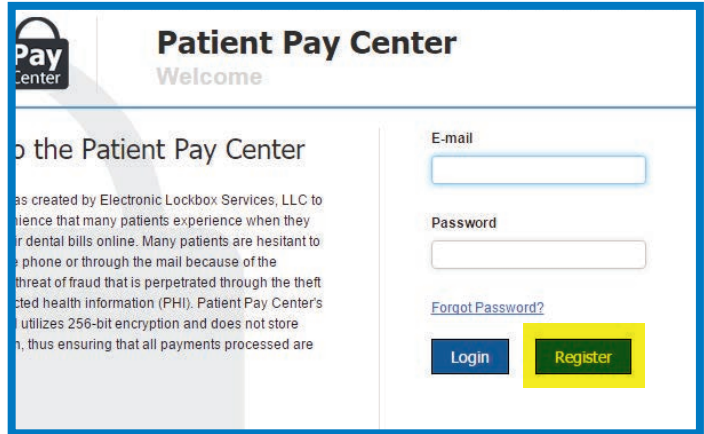 Pay
Center
Patient Pay Center
Welcome
o the Patient Pay Center
as created by Electronic Lockbox Services, LLC to
nience that many patients experience when they
ir dental bills online. Many patients are hesitant to
e phone or through the mail because of the
threat of fraud that is perpetrated through the theft
cted health information (PHI). Patient Pay Center's
l utilizes 256-bit encryption and does not store
n, thus ensuring that all payments processed are
E-mail
Password
Forgot Password?
Login
Register